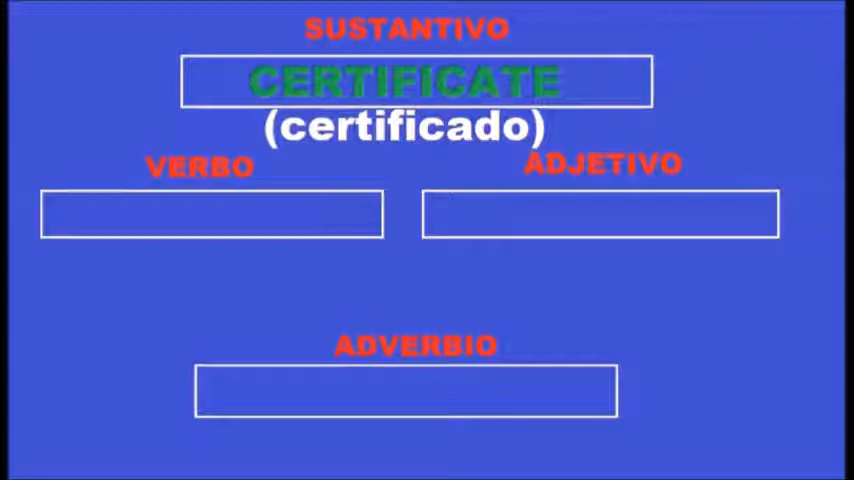 SUSTANTIVO
CERTIFICATE
(certificado)
VERBO
ADJETIVO
ADVERBIO